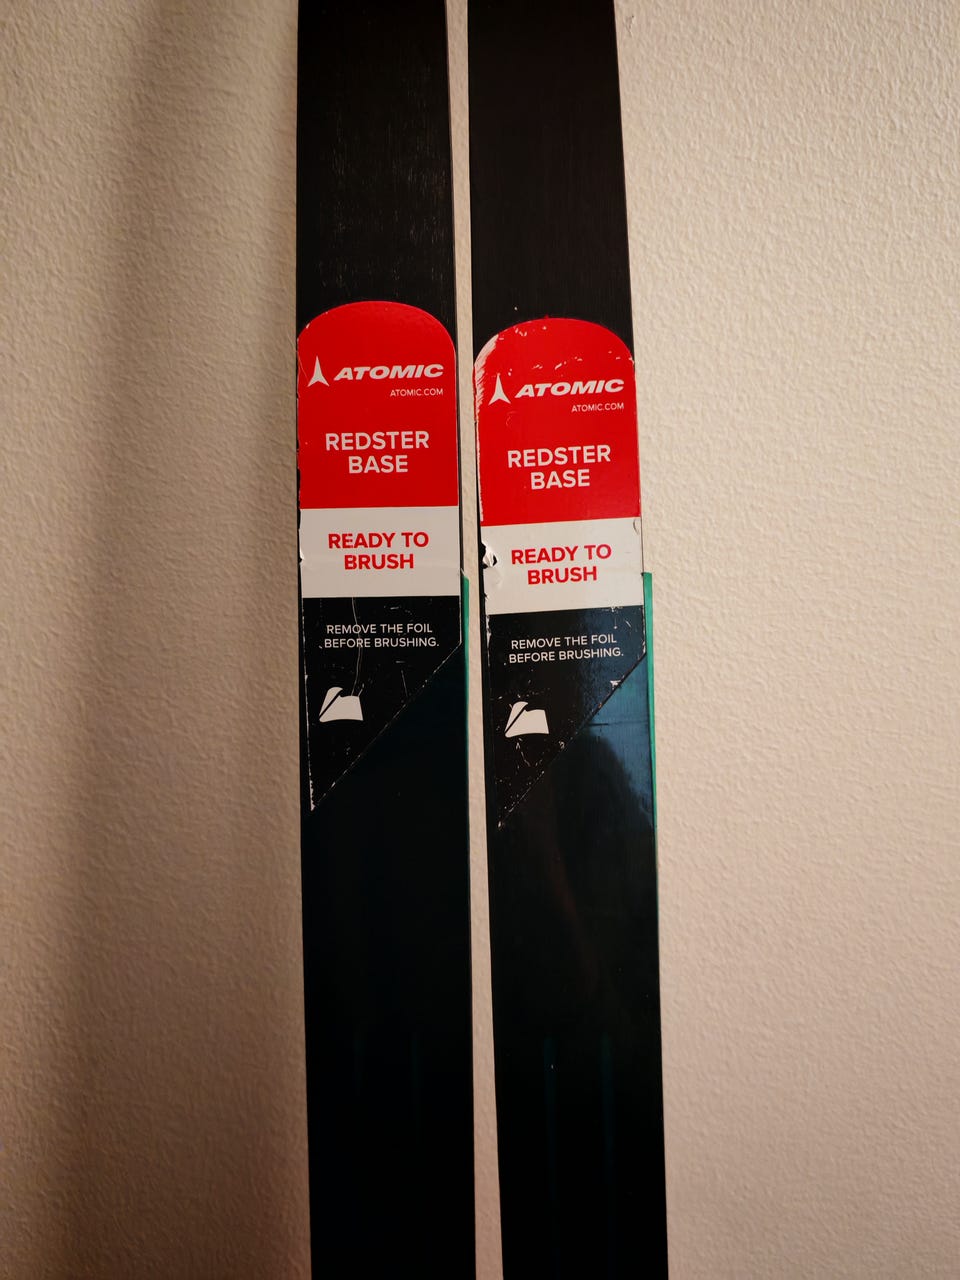 ATOMIC
ATOMIC.COM
REDSTER
BASE
READY TO
BRUSH
REMOVE THE FOIL
BEFORE BRUSHING.
ATOMIC
ATOMIC.COM
REDSTER
BASE
READY TO
BRUSH
REMOVE THE FOIL
BEFORE BRUSHING.